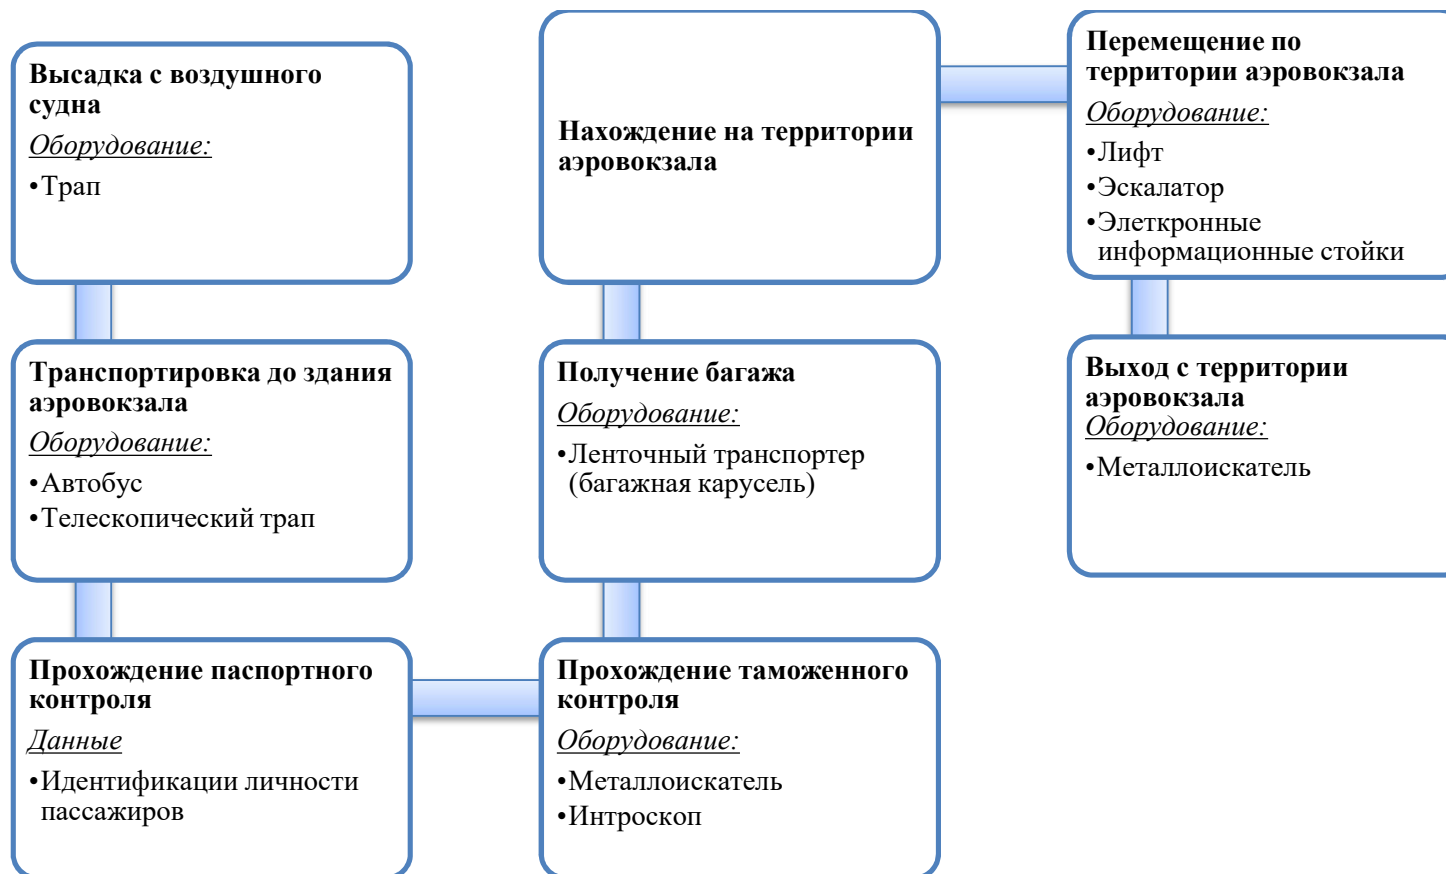 Высадка с воздушного
судна
Оборудование:
•Трап
Транспортировка до здания
аэровокзала
Оборудование:
•Автобус
•Телескопический трап
Прохождение паспортного
контроля
Данные
•Идентификации личности
пассажиров
Прохождение таможенного
контроля
Оборудование:
•Металлоискатель
•Интроскоп
Получение багажа
Оборудование:
•Ленточный транспортер
(багажная карусель)
Нахождение на территории
аэровокзала
Перемещение по
территории аэровокзала
Оборудование:
•Лифт
•Эскалатор
•Элеткронные
информационные стойки
Выход с территории
аэровокзала
Оборудование:
•Металлоискатель